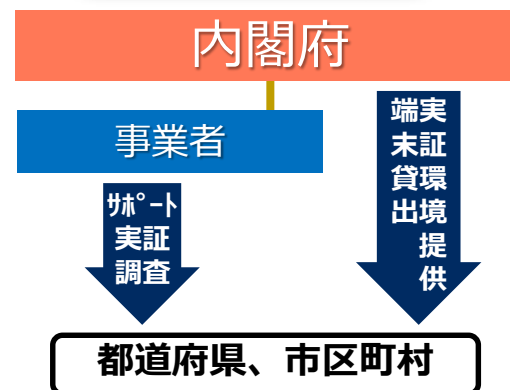 内閣府
事業者
ｻﾎﾟｰﾄ
実証
調査
実証環境提供
端末貸出
都道府県、市区町村